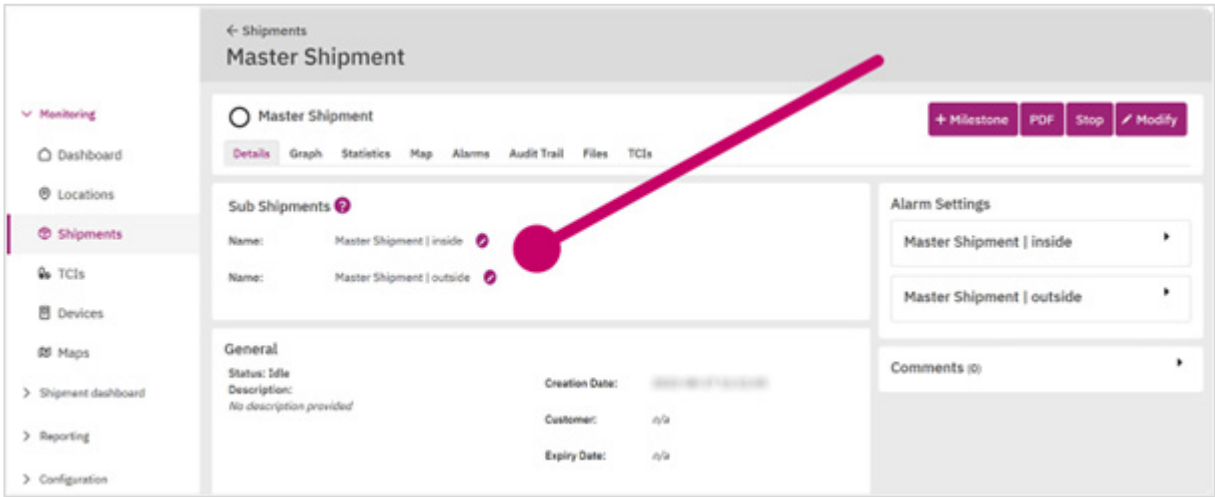 ← Shipments
Master Shipment
Monitoring
Dashboard
Locations
Shipments
TCIs
Devices
Maps
Shipment dashboard
Reporting
Configuration
Master Shipment
+ Milestone PDF Stop Modify
Details Graph Statistics Map Alarms Audit Trail Files TCIs
Sub Shipments ?
Name: Master Shipment | inside
Name: Master Shipment | outside
General
Status: Idle
Description:
No description provided
Creation Date:
Customer: n/a
Expiry Date: n/a
Alarm Settings
Master Shipment | inside
Master Shipment | outside
Comments (0)